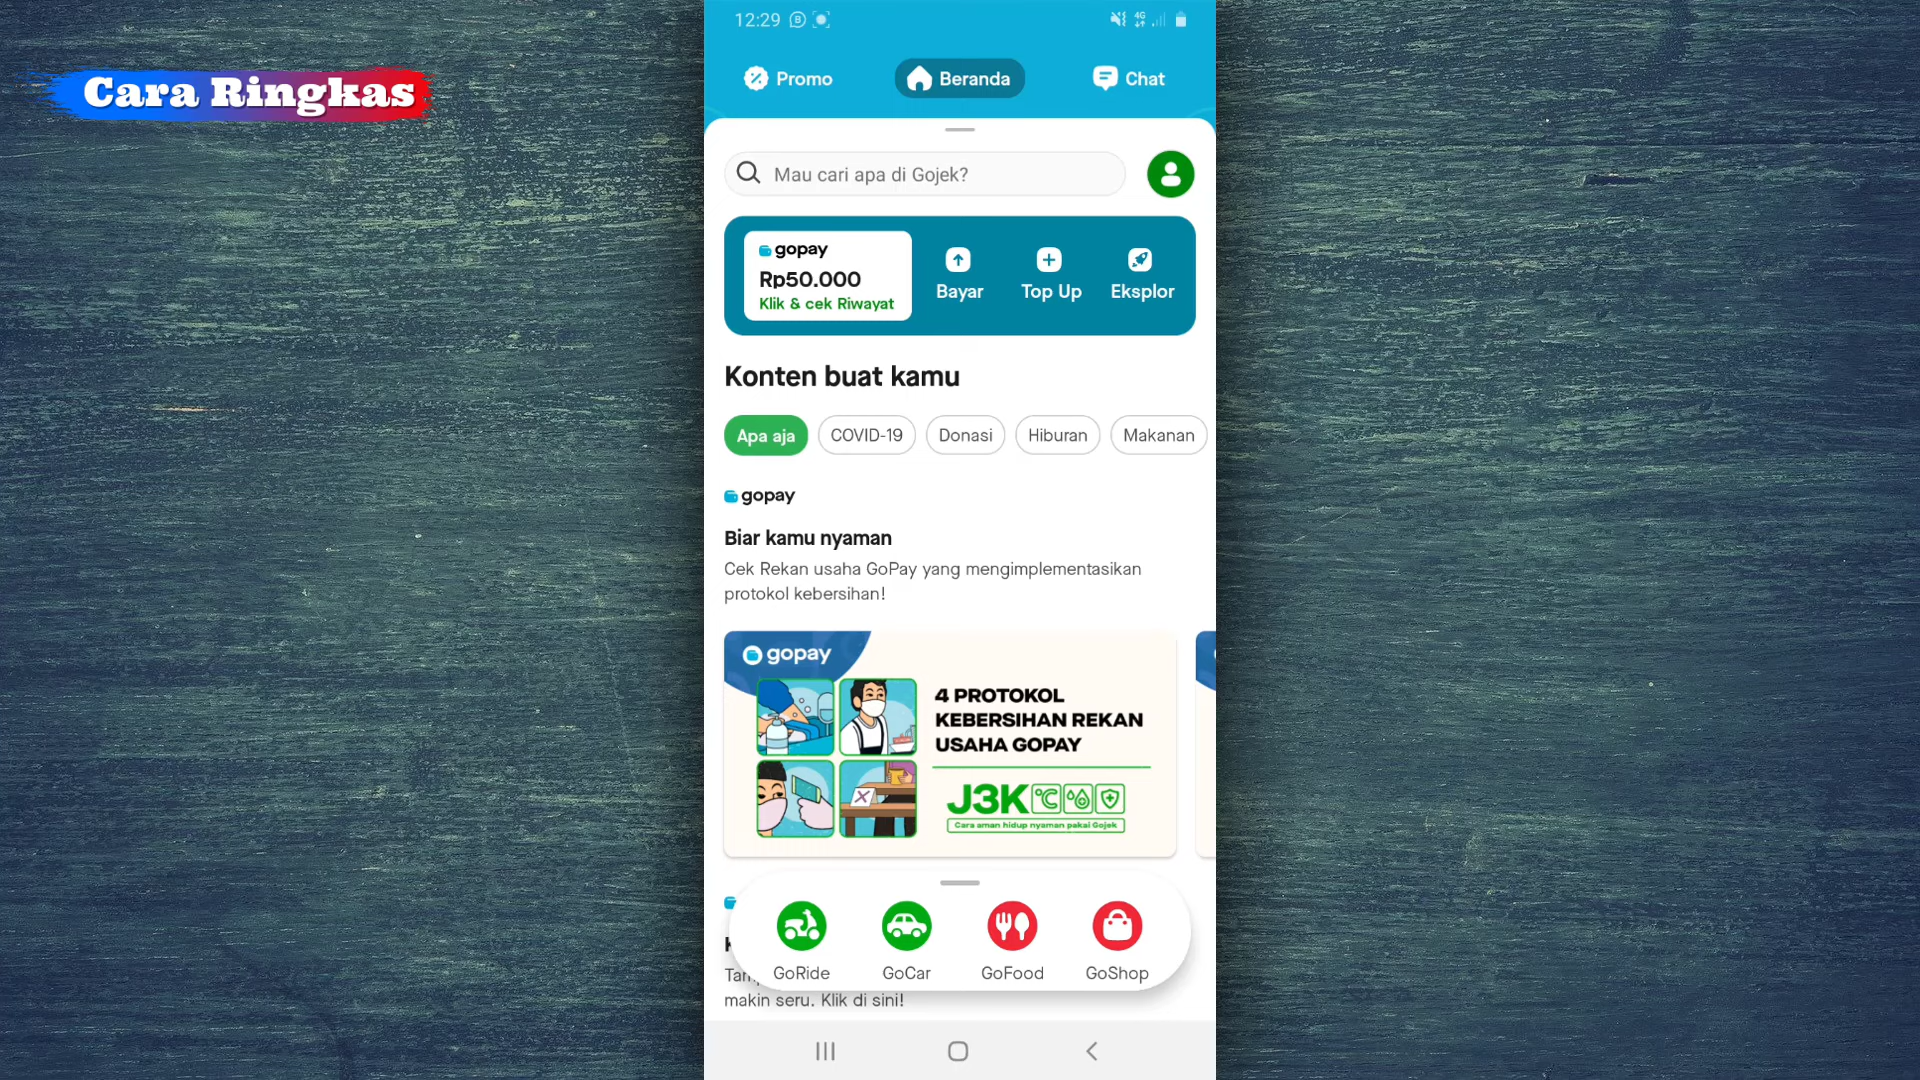 Cara Ringkas
12:29
4G
Promo
Beranda
Chat
Mau cari apa di Gojek?
gopay
Rp50.000
Klik & cek Riwayat
Bayar
Top Up
Eksplor
Konten buat kamu
Apa aja
COVID-19
Donasi
Hiburan
Makanan
gopay
Biar kamu nyaman
Cek Rekan usaha GoPay yang mengimplementasikan
protokol kebersihan!
gopay
4 PROTOKOL
KEBERSIHAN REKAN
USAHA GOPAY
J3K
°C
Cara aman hidup nyaman pakai Gojek
GoRide
GoCar
GoFood
GoShop
makin seru. Klik di sini!